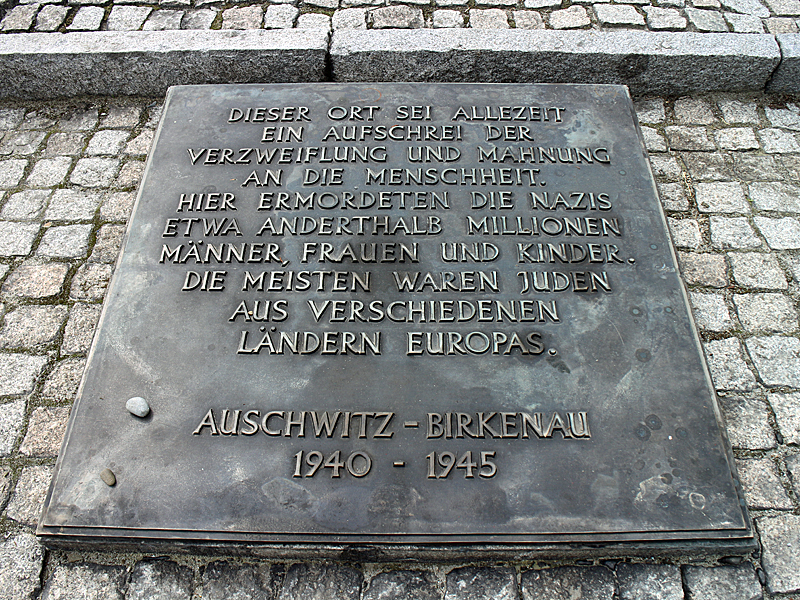 DIESER ORT SEI ALLEZEIT
EIN AUFSCHREI DER
VERZWEIFLUNG UND MAHNUNG
AN DIE MENSCHHEIT.
HIER ERMORDETEN DIE NAZIS
ETWA ANDERTHALB MILLIONEN
MÄNNER, FRAUEN UND KINDER.
DIE MEISTEN WAREN JUDEN
AUS VERSCHIEDENEN
LÄNDERN EUROPAS.
AUSCHWITZ - BIRKENAU
1940 - 1945